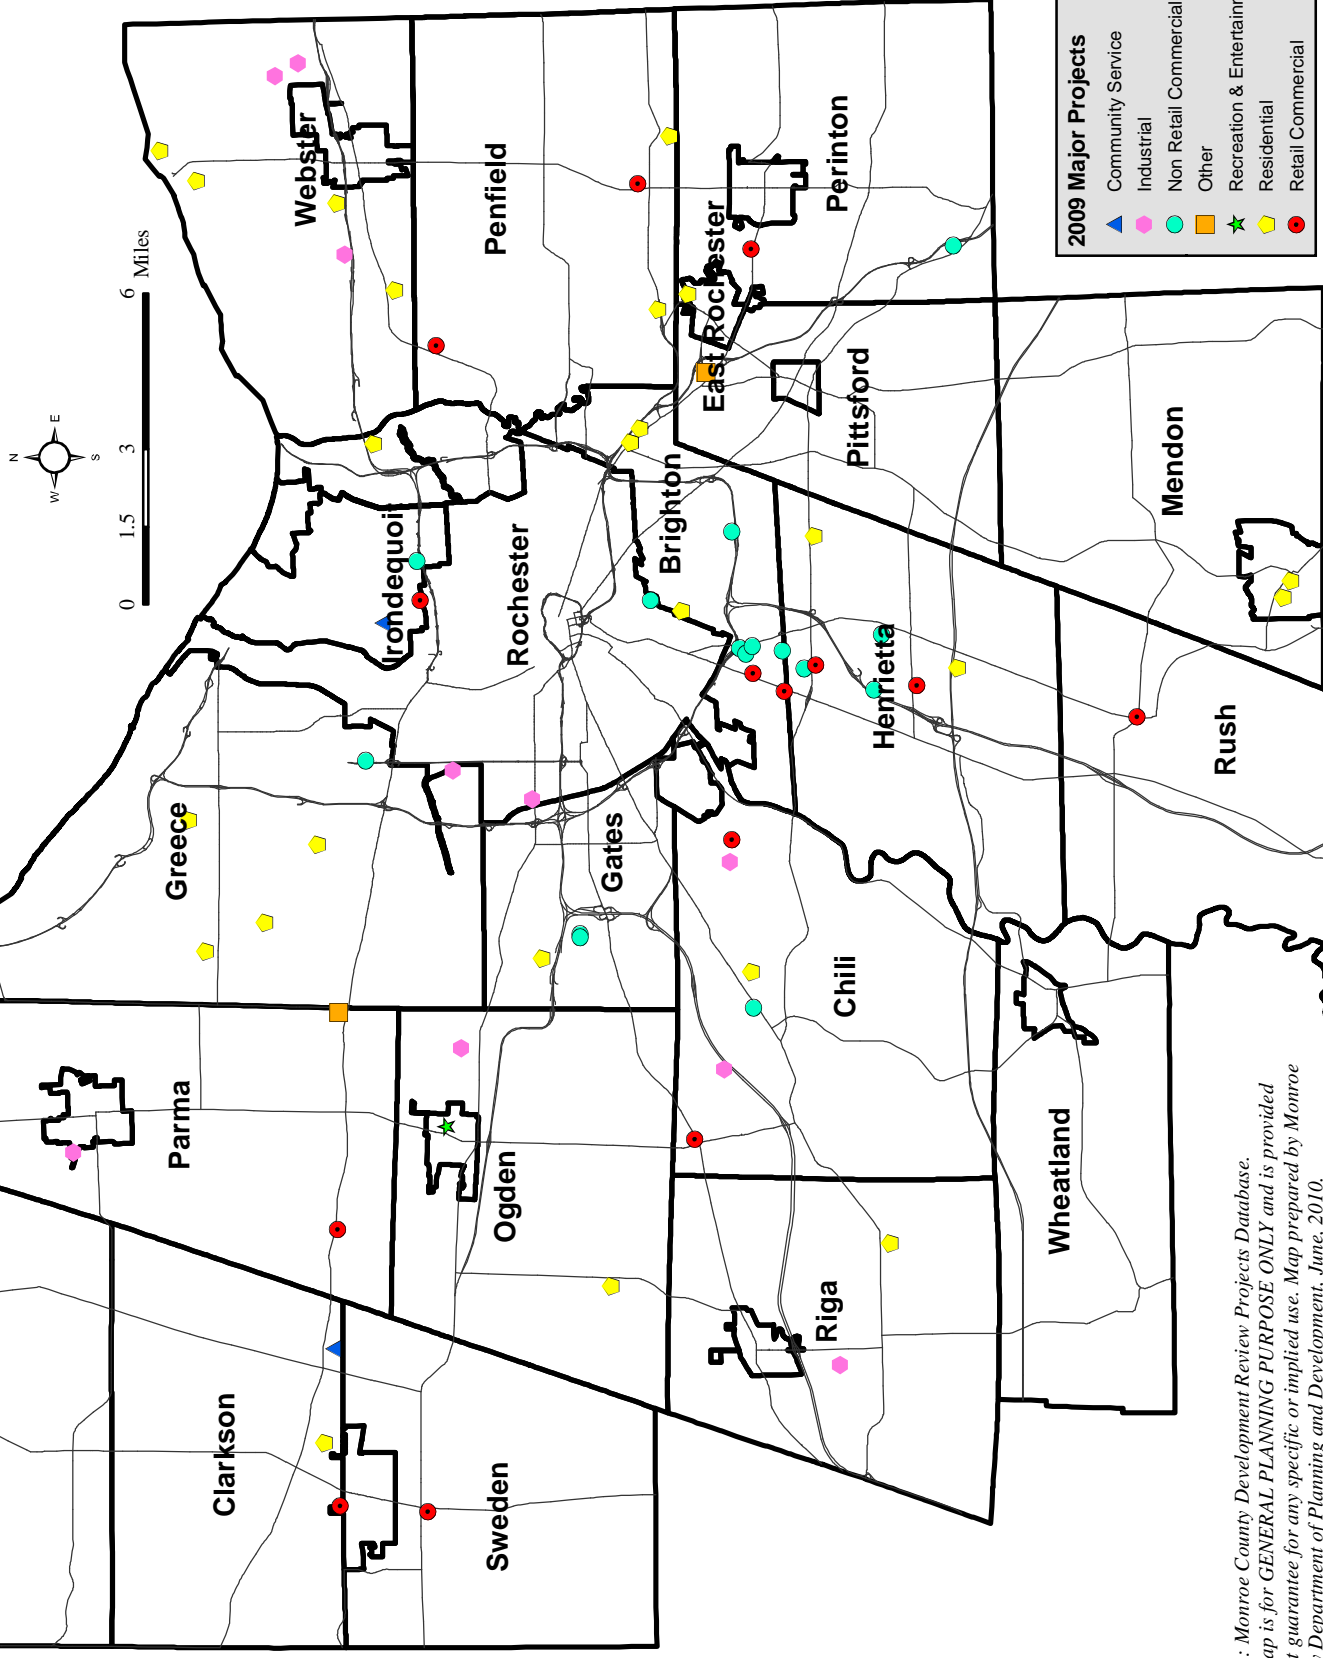 N
W
E
S
0
1.5
3
6
Miles
Webster
Penfield
Perinton
East Rochester
Irondequoit
Rochester
Brighton
Pittsford
Mendon
Greece
Gates
Henrietta
Rush
Parma
Ogden
Chili
Wheatland
Clarkson
Sweden
Riga
2009 Major Projects
Community Service
Industrial
Non Retail Commercial
Other
Recreation & Entertainr
Residential
Retail Commercial
: Monroe County Development Review Projects Database.
ap is for GENERAL PLANNING PURPOSE ONLY and is provided
t guarantee for any specific or implied use. Map prepared by Monroe
Department of Planning and Development, June, 2010.